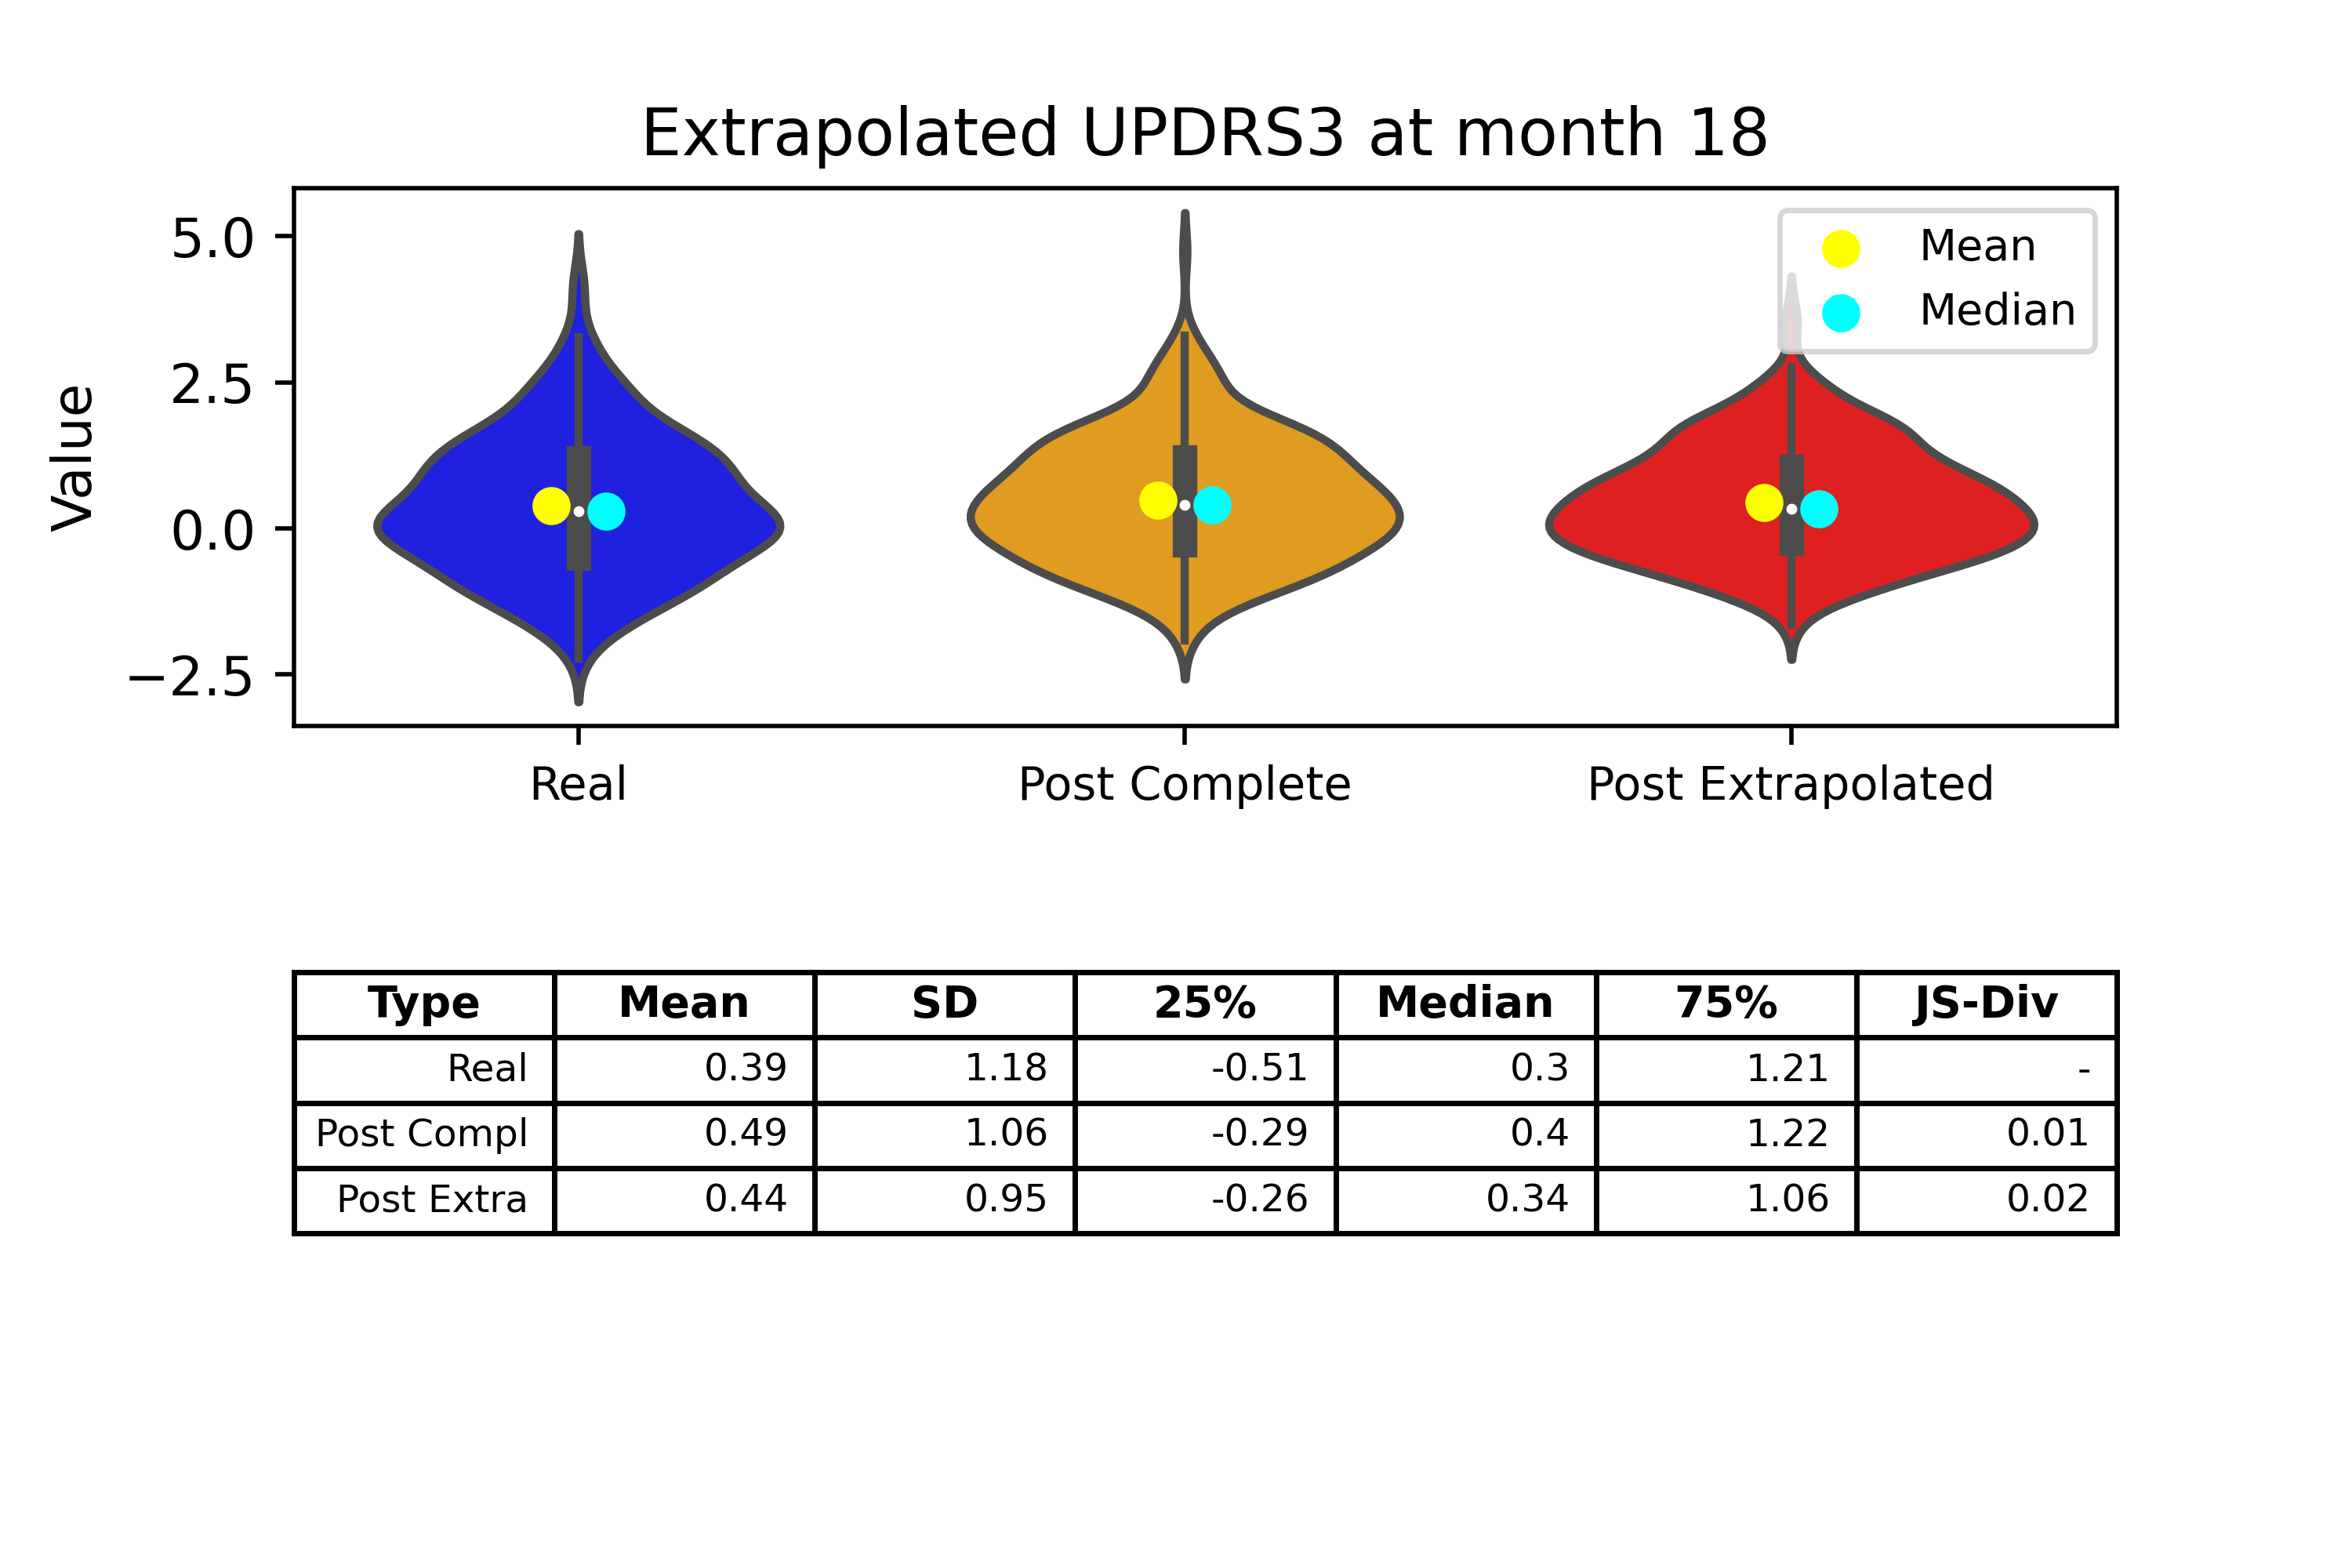 Extrapolated UPDRS3 at month 18
Value
5.0
2.5
0.0
−2.5
Mean
Median
Real Post Complete Post Extrapolated
Type Mean SD 25% Median 75% JS-Div
Real 0.39 1.18 -0.51 0.3 1.21 -
Post Compl 0.49 1.06 -0.29 0.4 1.22 0.01
Post Extra 0.44 0.95 -0.26 0.34 1.06 0.02